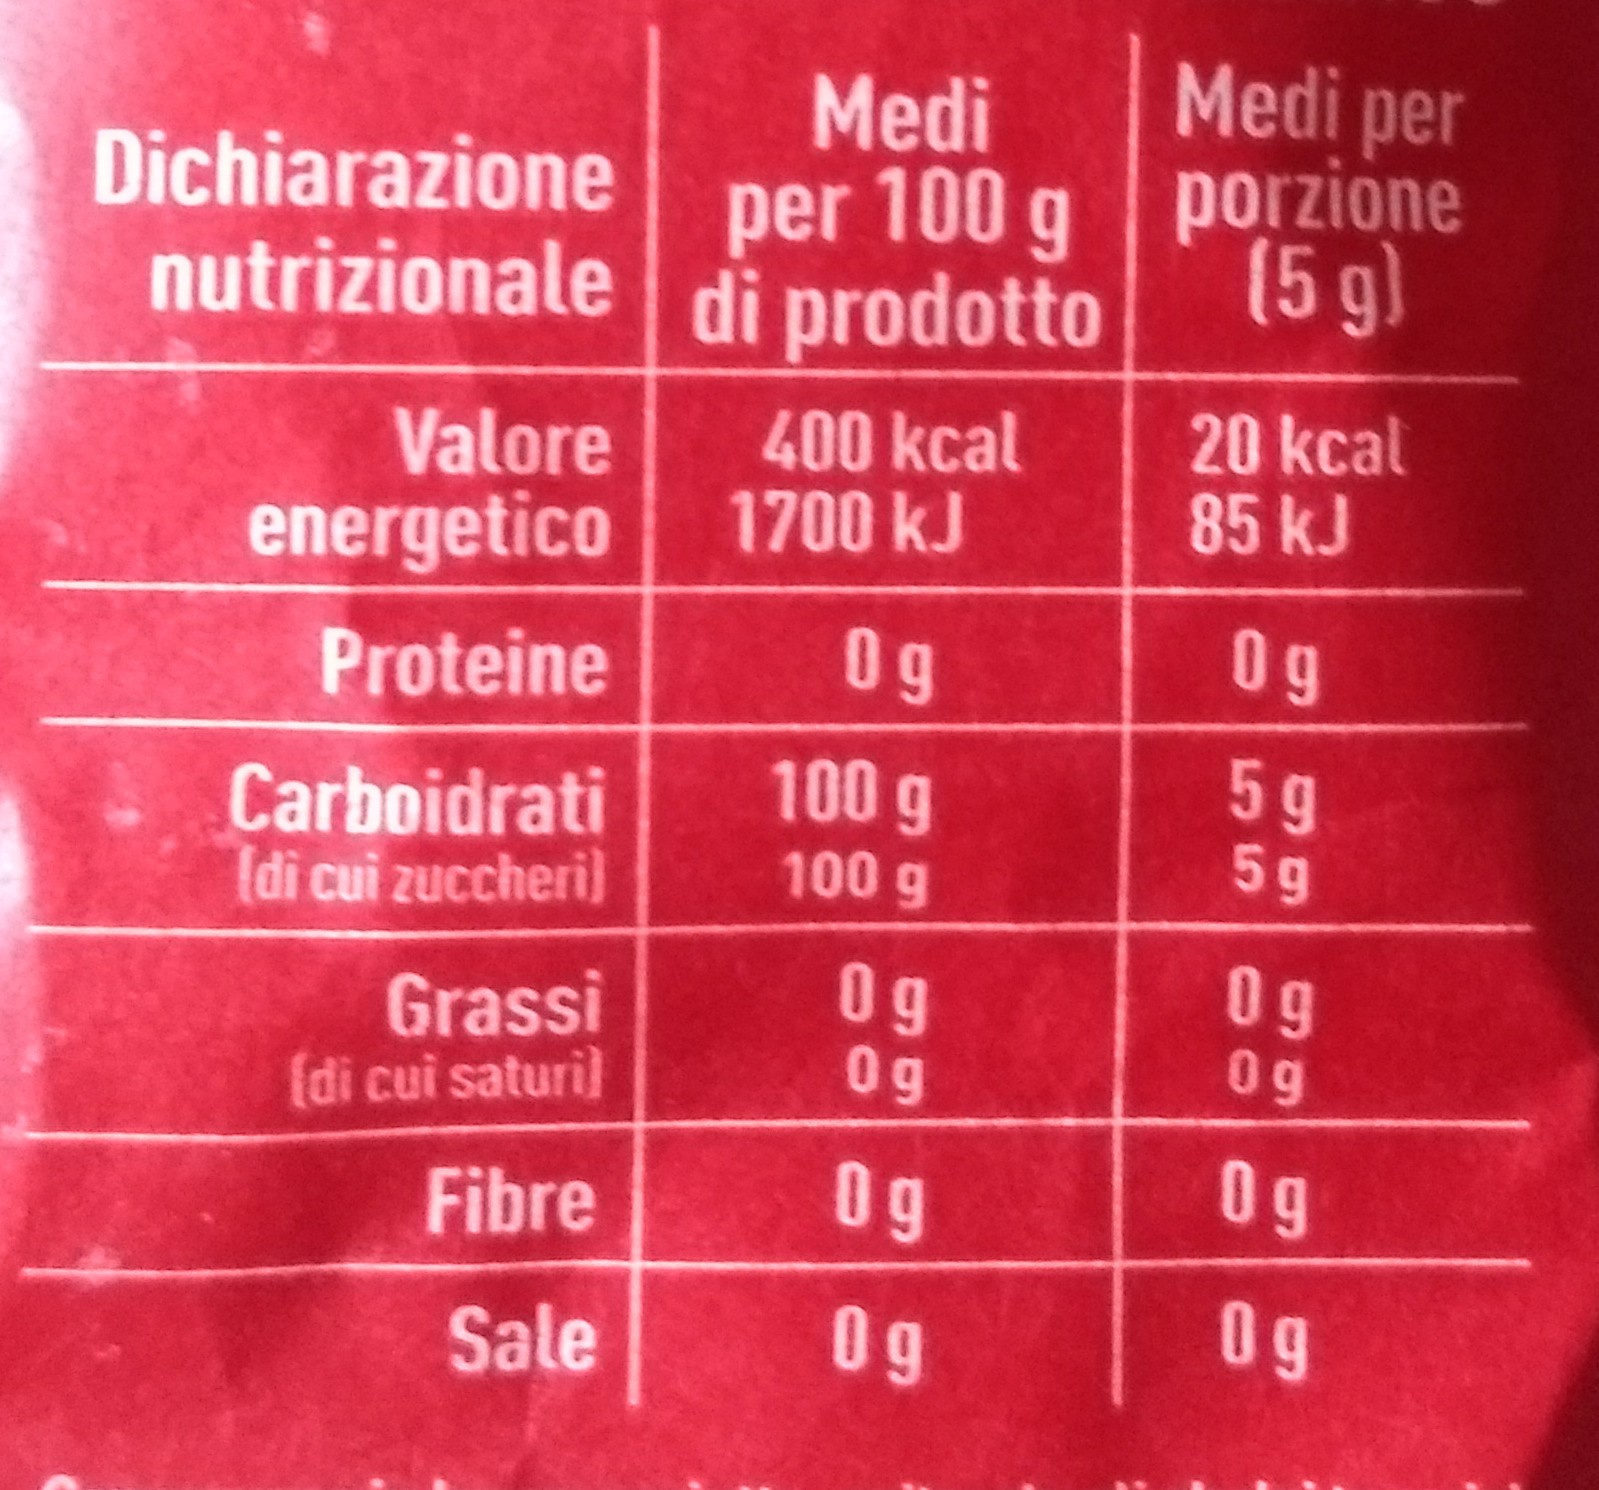 Dichiarazione
nutrizionale
Medi
per 100 g
di prodotto
Medi per
porzione
(5 g)
Valore
energetico
400 kcal
1700 kJ
20 kcal
85 kJ
Proteine
0 g
0 g
Carboidrati
(di cui zuccheri)
100 g
100 g
5 g
5 g
Grassi
(di cui saturi)
0 g
0 g
0 g
0 g
Fibre
0 g
0 g
Sale
0 g
0 g